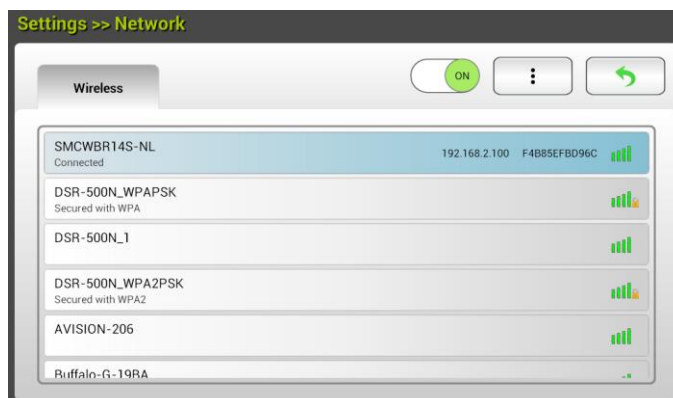 Settings >> Network
Wireless
ON
SMCWBR14S-NL
Connected
192.168.2.100 F4B85EFBD96C
DSR-500N_WPAPSK
Secured with WPA
DSR-500N_1
DSR-500N_WPA2PSK
Secured with WPA2
AVISION-206
Buffalo-G-19BA